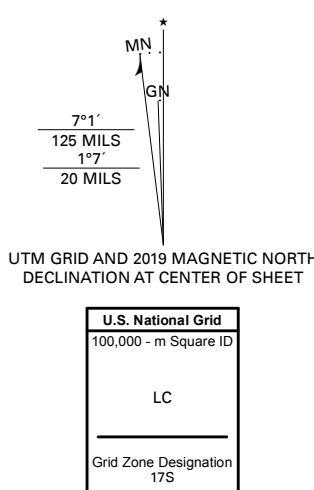 ★
MN
GN
7°1´
125 MILS
1°7´
20 MILS
UTM GRID AND 2019 MAGNETIC NORTH
DECLINATION AT CENTER OF SHEET
U.S. National Grid
100,000 - m Square ID
LC
Grid Zone Designation
17S